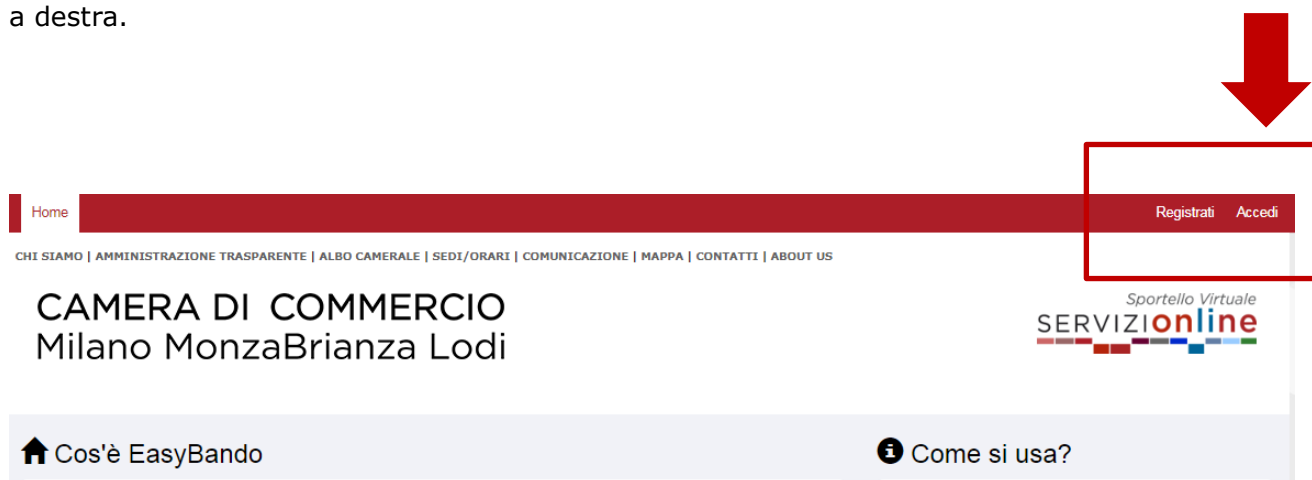 a destra.
Home Registrati Accedi
CHI SIAMO | AMMINISTRAZIONE TRASPARENTE | ALBO CAMERALE | SEDI/ORARI | COMUNICAZIONE | MAPPA | CONTATTI | ABOUT US
CAMERA DI COMMERCIO
Milano MonzaBrianza Lodi
Sportello Virtuale
SERVIZIonline
Cos'è EasyBando
Come si usa?